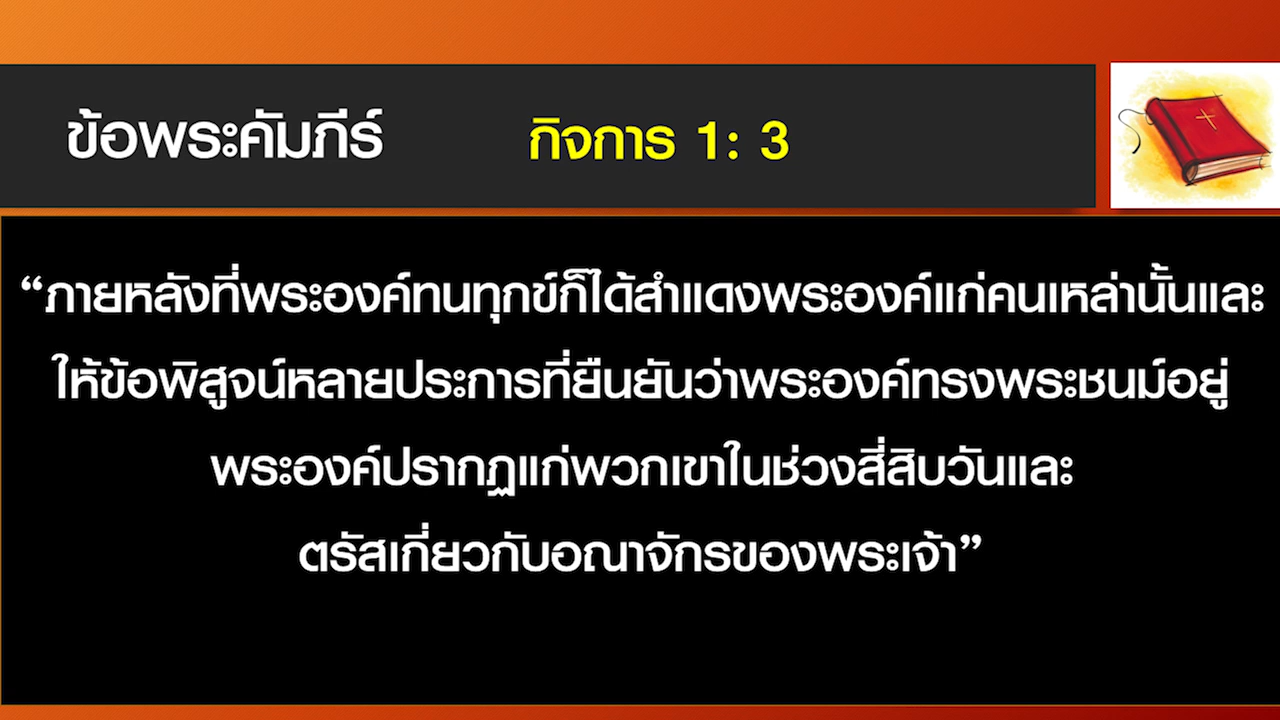 ข้อพระคัมภีร์ กิจการ 1: 3
“ภายหลังที่พระองค์ทนทุกข์ก็ได้สำแดงพระองค์แก่คนเหล่านั้นและ
ให้ข้อพิสูจน์หลายประการที่ยืนยันว่าพระองค์ทรงพระชนม์อยู่
พระองค์ปรากฏแก่พวกเขาในช่วงสี่สิบวันและ
ตรัสเกี่ยวกับอณาจักรของพระเจ้า”